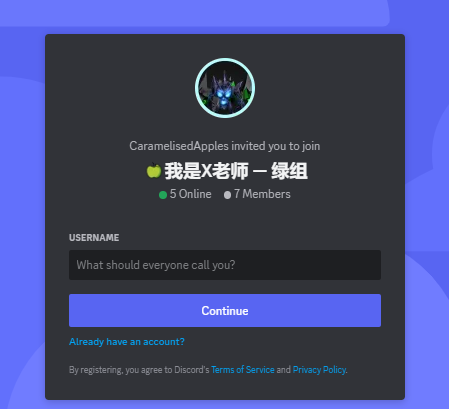 CaramelisedApples invited you to join
🍏我是X老师 — 绿组
5 Online 7 Members
USERNAME
What should everyone call you?
Continue
Already have an account?
By registering, you agree to Discord's Terms of Service and Privacy Policy.